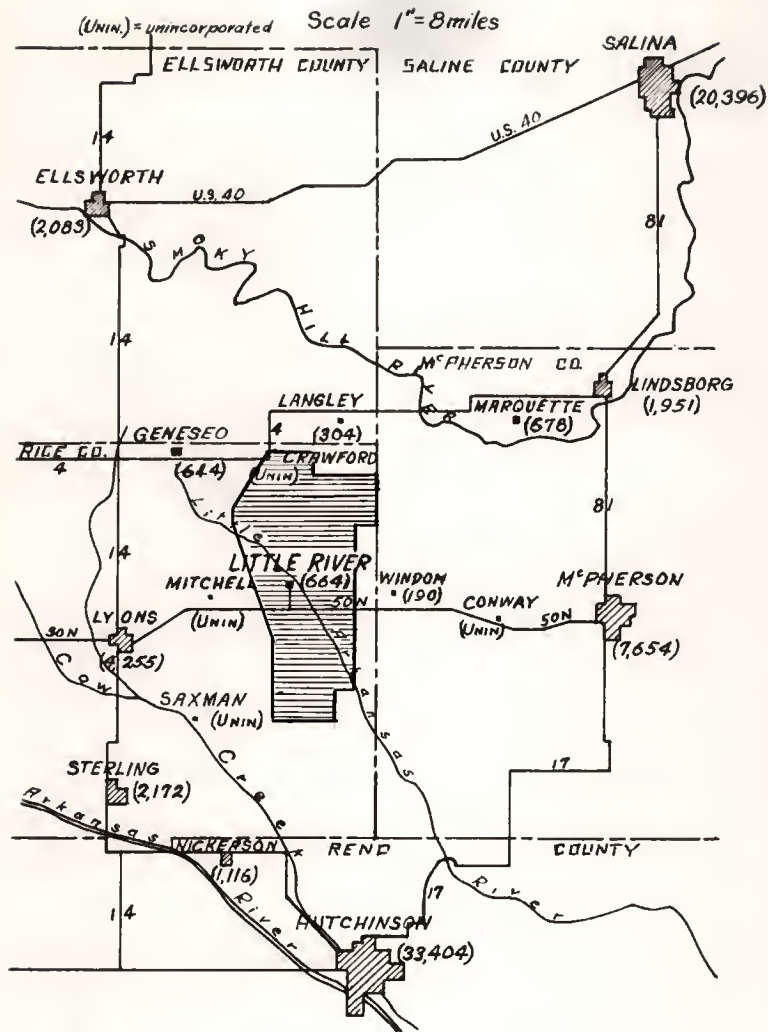 (UNIN.) = unincorporated
Scale 1" = 8 miles
SALINA
ELLSWORTH COUNTY
SALINE COUNTY
(20,396)
14
U.S. 40
ELLSWORTH
U.S. 40
(2,083)
SMOKY HILL RIVER
81
14
McPHERSON CO.
LINDSBORG
(1,951)
LANGLEY
(304)
MARQUETTE
(678)
4
GENESEO
(644)
RICE CO.
4
CRAWFORD
(UNIN)
81
14
Little Arkansas River
LITTLE RIVER
(664)
MITCHELL
(UNIN)
WINDOM
(190)
50N
CONWAY
(UNIN)
50N
McPHERSON
(7,654)
LYONS
50N
(4,255)
Cow Creek
SAXMAN
(UNIN)
STERLING
(2,172)
17
Arkansas River
NICKERSON
(1,116)
RENO COUNTY
14
17
HUTCHINSON
(33,404)